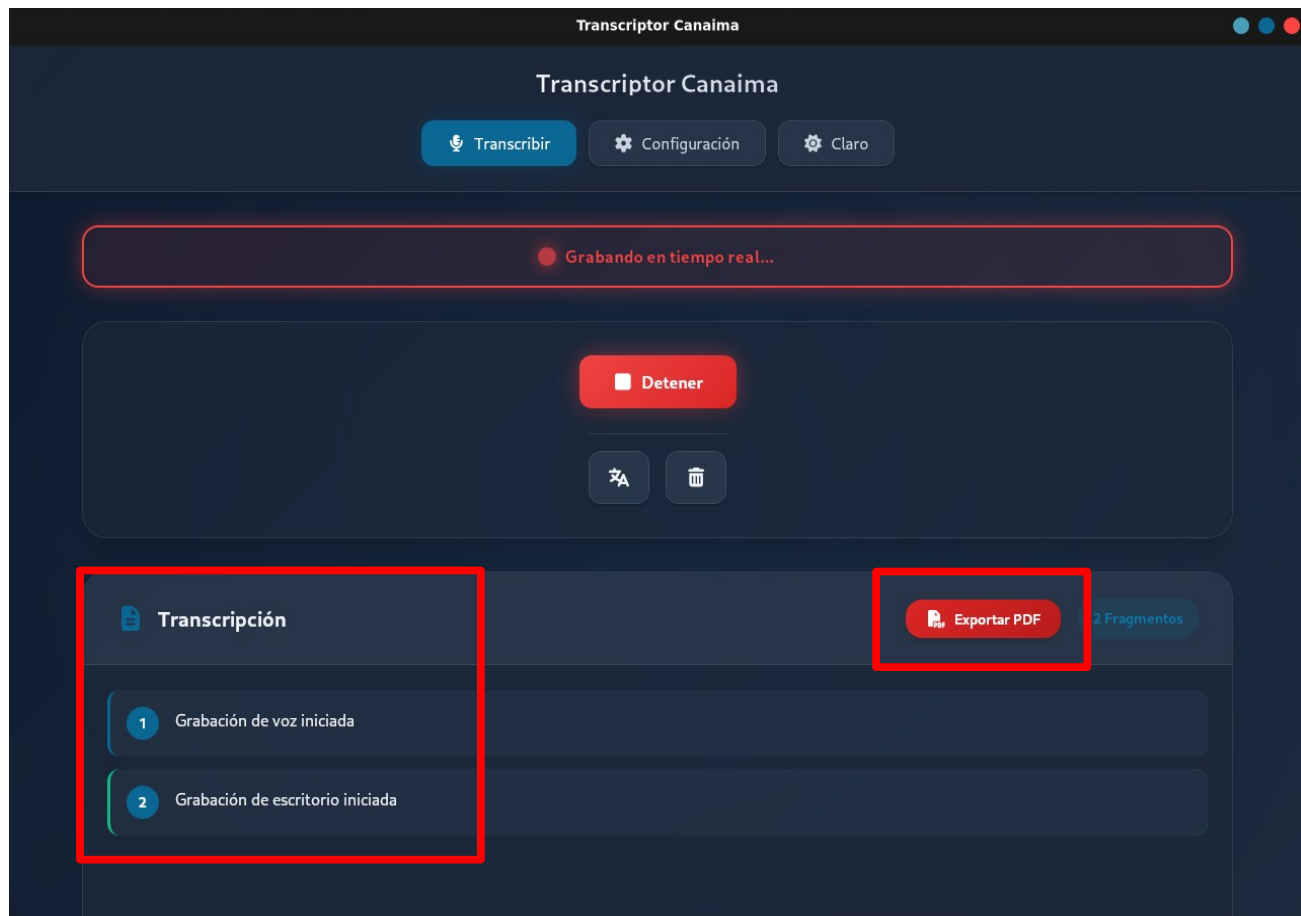 Transcriptor Canaima
Transcriptor Canaima
Transcribir
Configuración
Claro
Grabando en tiempo real...
Detener
Transcripción
Exportar PDF
2 Fragmentos
1 Grabación de voz iniciada
2 Grabación de escritorio iniciada